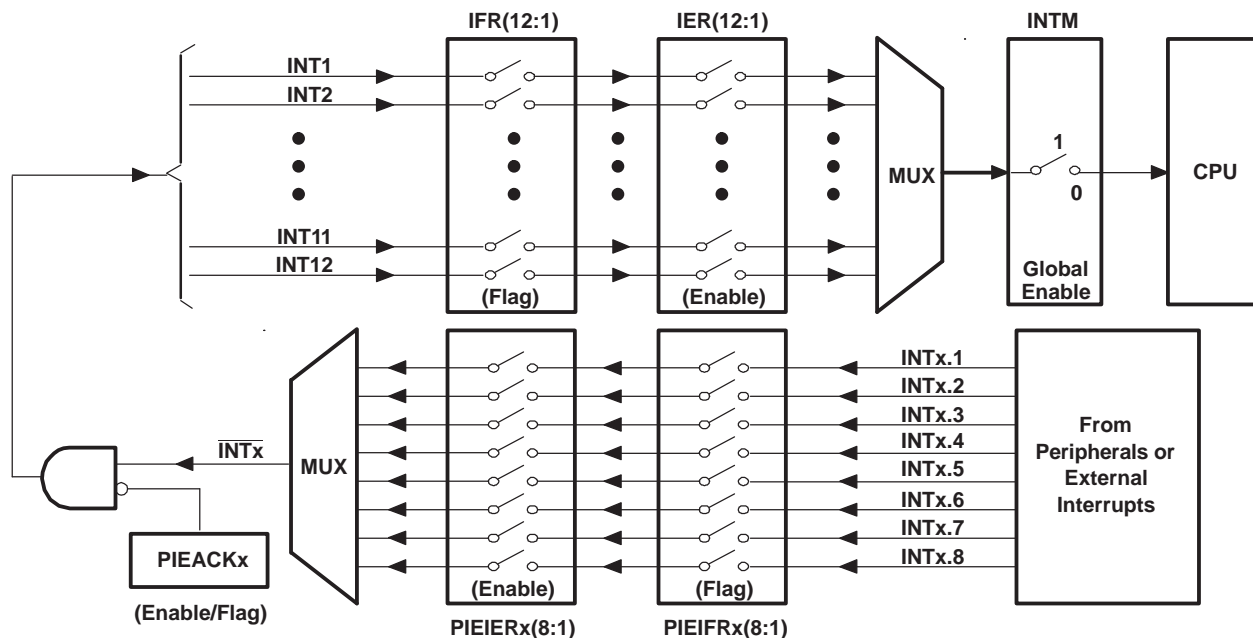 IFR(12:1)
IER(12:1)
INTM
INT1
INT2
1
MUX
CPU
0
INT11
INT12
Global
Enable
(Flag)
(Enable)
INTx.1
INTx.2
INTx.3
INTx.4
INTx.5
INTx.6
INTx.7
INTx.8
From
Peripherals or
External
Interrupts
INTx
MUX
PIEACKx
(Enable/Flag)
(Enable)
(Flag)
PIEIERx(8:1)
PIEIFRx(8:1)